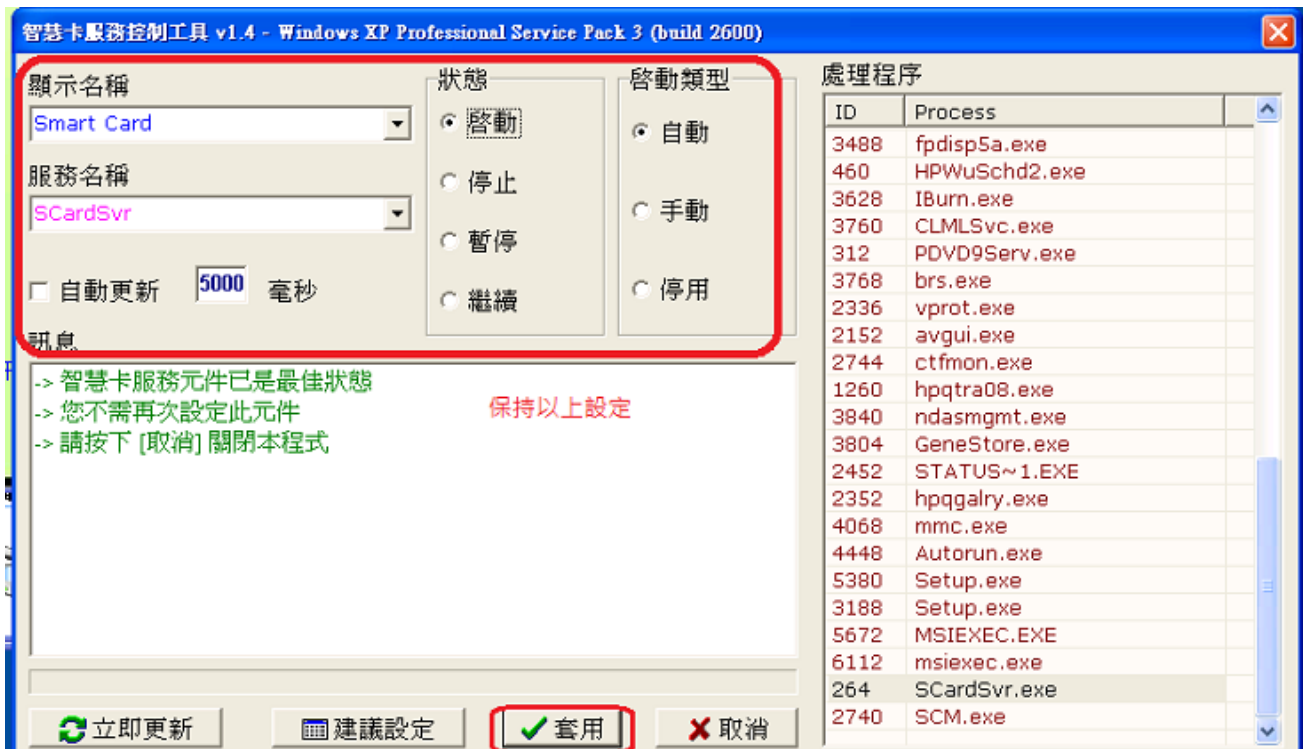 智慧卡服務控制工具 v1.4 - Windows XP Professional Service Pack 3 (build 2600)
顯示名稱
Smart Card
服務名稱
SCardSvr
自動更新 5000 毫秒
狀態
啓動
停止
暫停
繼續
啓動類型
自動
手動
停用
訊息
-> 智慧卡服務元件已是最佳狀態
-> 您不需再次設定此元件
-> 請按下 [取消] 關閉本程式
保持以上設定
立即更新
建議設定
套用
取消
處理程序
ID Process
3488 fpdisp5a.exe
460 HPWuSchd2.exe
3628 IBurn.exe
3760 CLMLSvc.exe
312 PDVD9Serv.exe
3768 brs.exe
2336 vprot.exe
2152 avgui.exe
2744 ctfmon.exe
1260 hpqtra08.exe
3840 ndasmgmt.exe
3804 GeneStore.exe
2452 STATUS~1.EXE
2352 hpqgalry.exe
4068 mmc.exe
4448 Autorun.exe
5380 Setup.exe
3188 Setup.exe
5672 MSIEXEC.EXE
6112 msiexec.exe
264 SCardSvr.exe
2740 SCM.exe